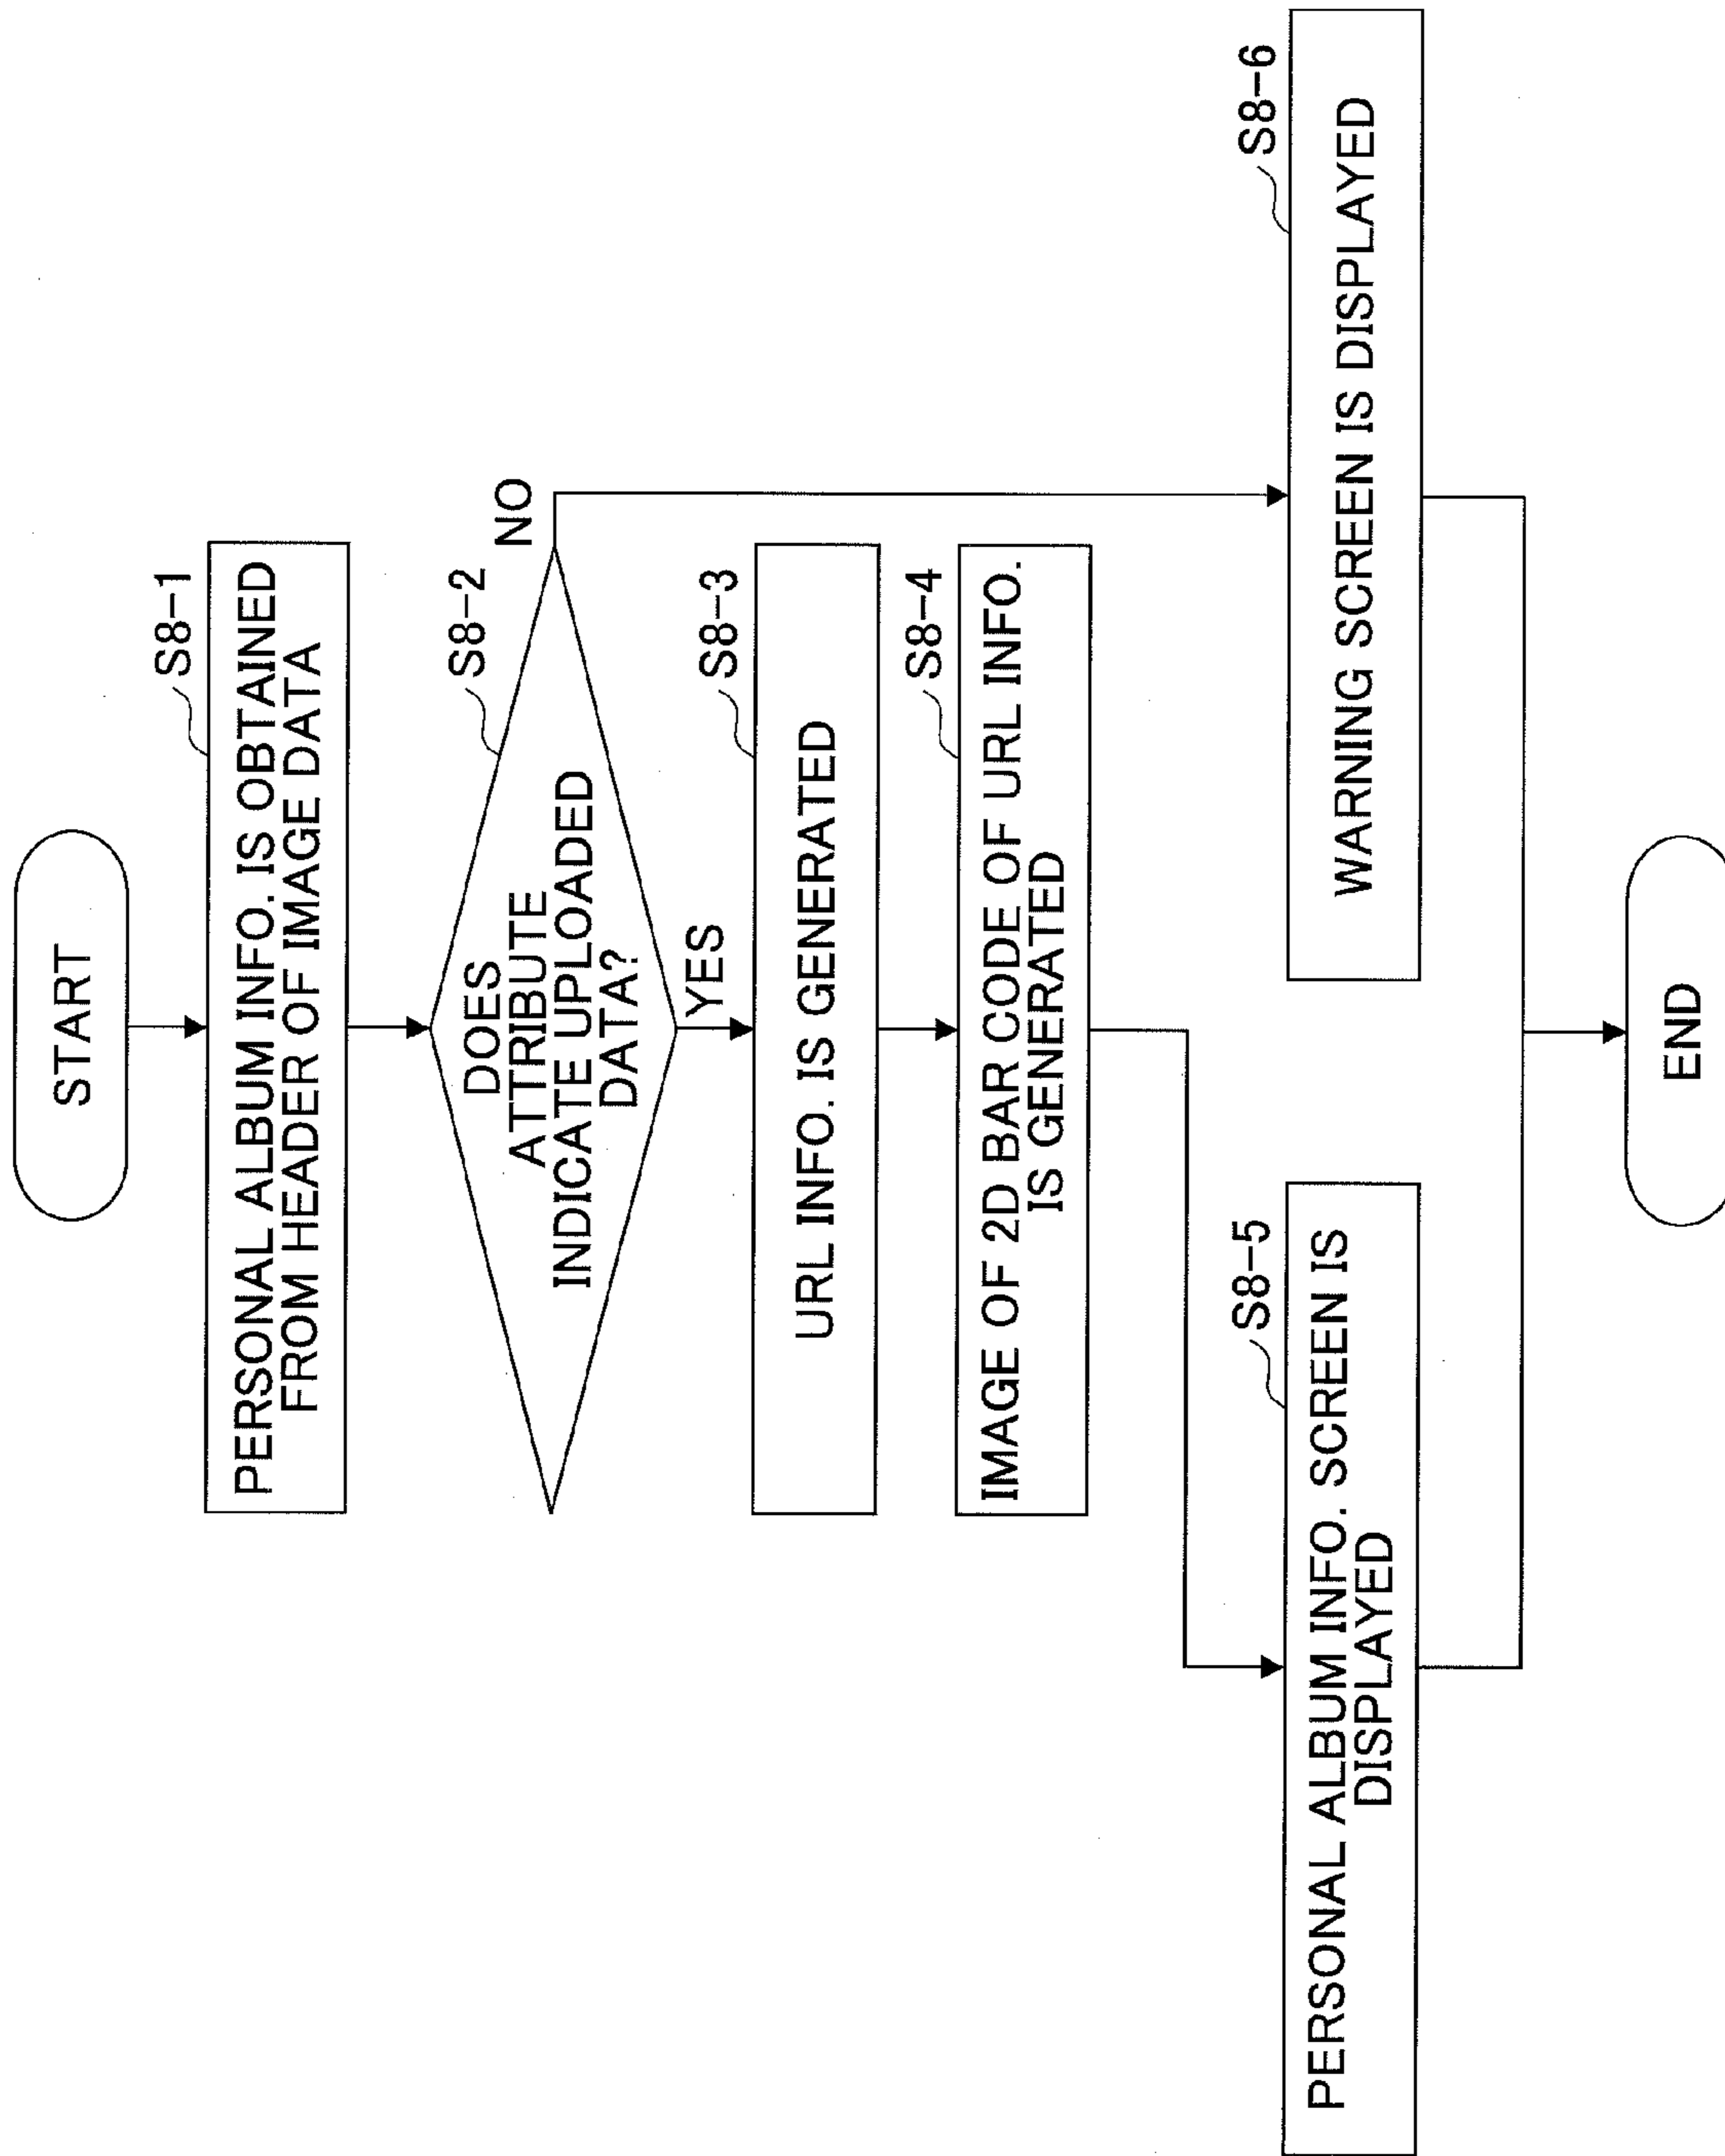 START
S8-1
PERSONAL ALBUM INFO. IS OBTAINED
FROM HEADER OF IMAGE DATA
S8-2
DOES
ATTRIBUTE
INDICATE UPLOADED
DATA?
NO
YES
S8-3
URL INFO. IS GENERATED
S8-4
IMAGE OF 2D BAR CODE OF URL INFO.
IS GENERATED
S8-5
PERSONAL ALBUM INFO. SCREEN IS
DISPLAYED
S8-6
WARNING SCREEN IS DISPLAYED
END